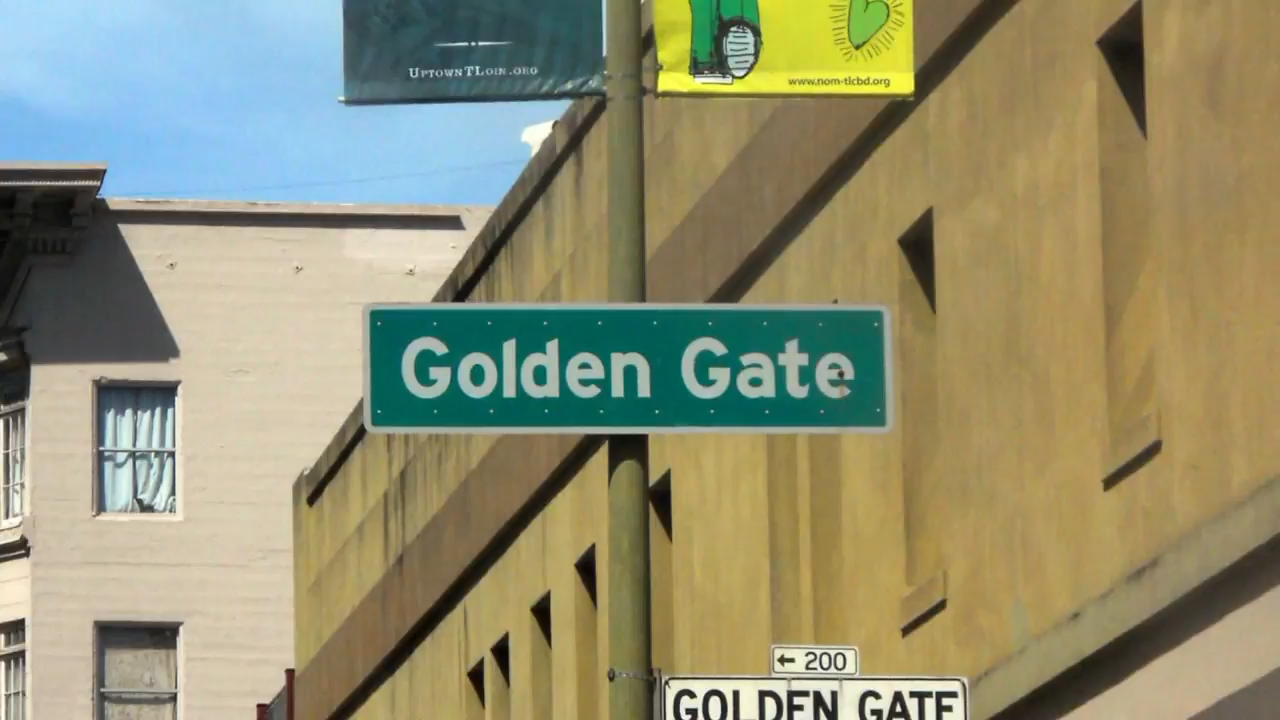 UPTOWNTLOIN.ORG
www.nom-tlcbd.org
Golden Gate
← 200
GOLDEN GATE